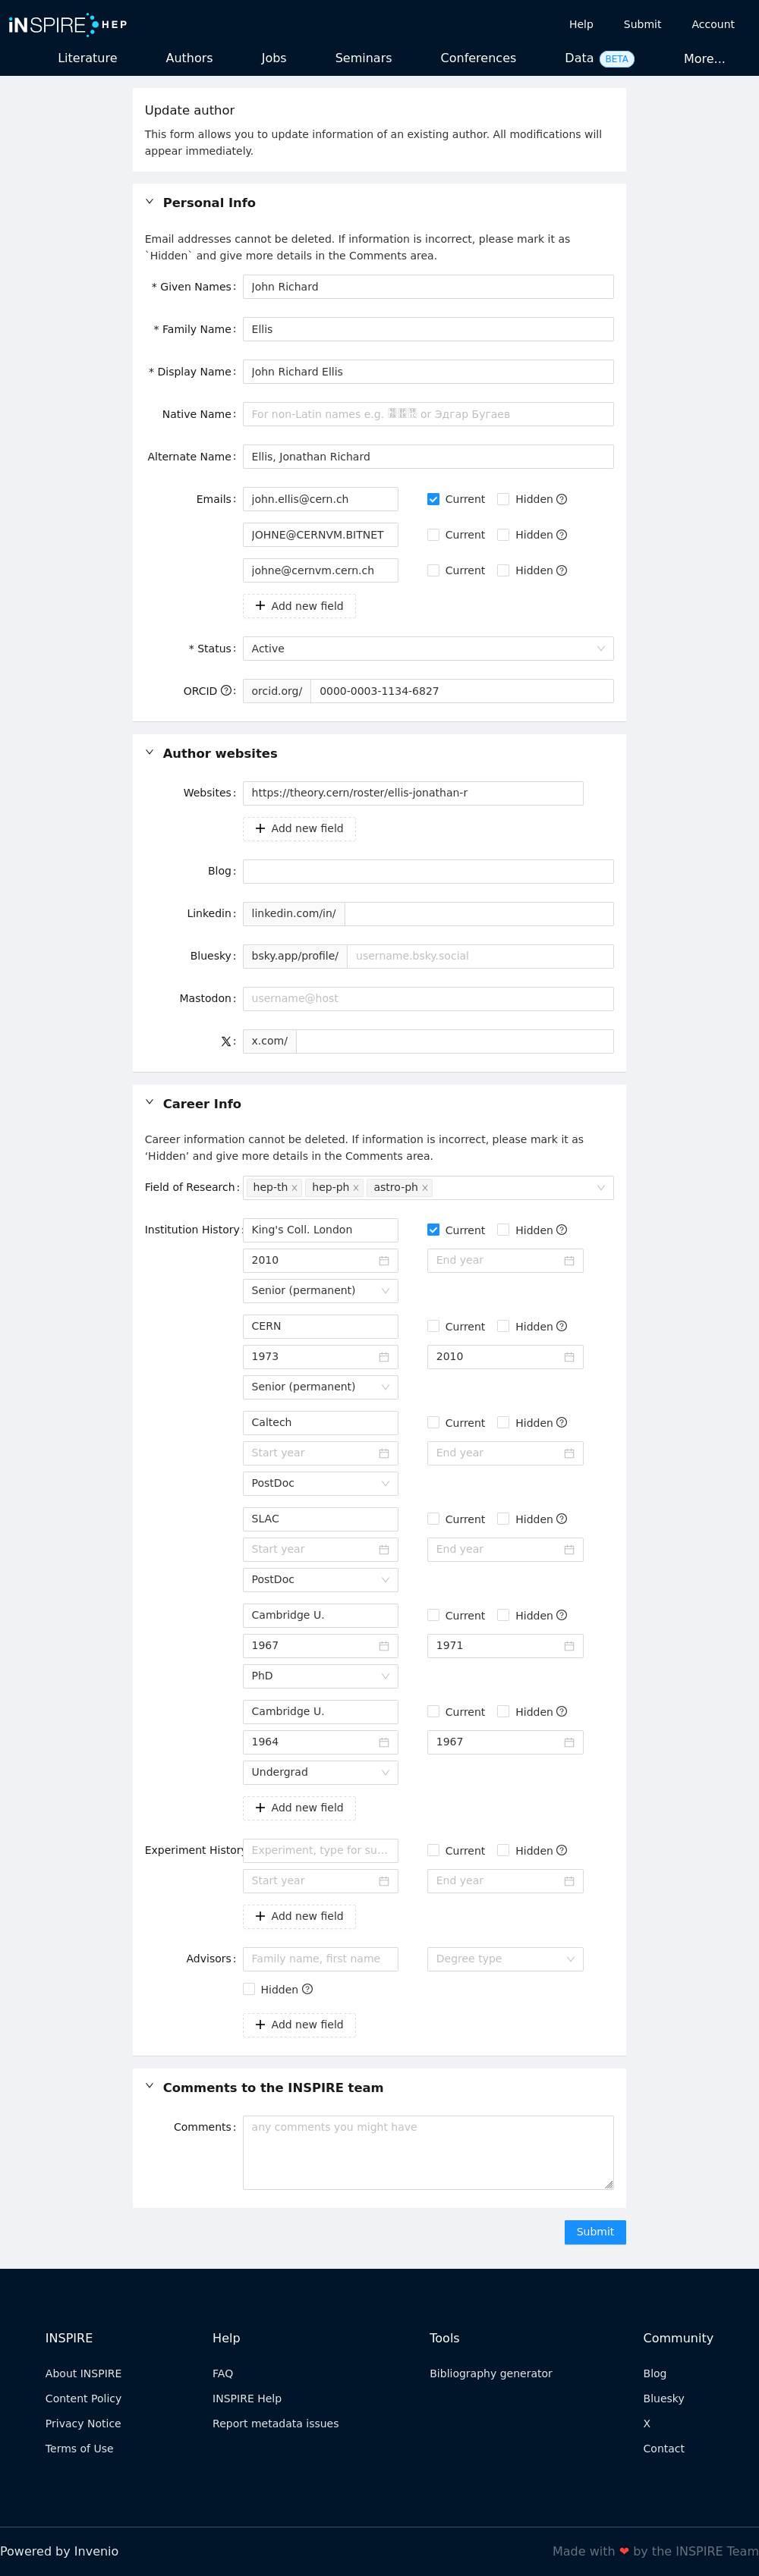 iNSPIRE HEP
Help Submit Account
Literature Authors Jobs Seminars Conferences Data BETA More...
Update author
This form allows you to update information of an existing author. All modifications will
appear immediately.
Personal Info
Email addresses cannot be deleted. If information is incorrect, please mark it as
`Hidden` and give more details in the Comments area.
* Given Names: John Richard
* Family Name: Ellis
* Display Name: John Richard Ellis
Native Name: For non-Latin names e.g. or Эдгар Бугаев
Alternate Name: Ellis, Jonathan Richard
Emails: john.ellis@cern.ch Current Hidden
JOHNE@CERNVM.BITNET Current Hidden
johne@cernvm.cern.ch Current Hidden
+ Add new field
* Status: Active
ORCID : orcid.org/ 0000-0003-1134-6827
Author websites
Websites: https://theory.cern/roster/ellis-jonathan-r
+ Add new field
Blog:
Linkedin: linkedin.com/in/
Bluesky: bsky.app/profile/ username.bsky.social
Mastodon: username@host
X: x.com/
Career Info
Career information cannot be deleted. If information is incorrect, please mark it as
‘Hidden’ and give more details in the Comments area.
Field of Research: hep-th × hep-ph × astro-ph ×
Institution History: King's Coll. London Current Hidden
2010 End year
Senior (permanent)
CERN Current Hidden
1973 2010
Senior (permanent)
Caltech Current Hidden
Start year End year
PostDoc
SLAC Current Hidden
Start year End year
PostDoc
Cambridge U. Current Hidden
1967 1971
PhD
Cambridge U. Current Hidden
1964 1967
Undergrad
+ Add new field
Experiment History Experiment, type for su... Current Hidden
Start year End year
+ Add new field
Advisors: Family name, first name Degree type
Hidden
+ Add new field
Comments to the INSPIRE team
Comments: any comments you might have
Submit
INSPIRE Help Tools Community
About INSPIRE FAQ Bibliography generator Blog
Content Policy INSPIRE Help Bluesky
Privacy Notice Report metadata issues X
Terms of Use Contact
Powered by Invenio Made with ❤ by the INSPIRE Team